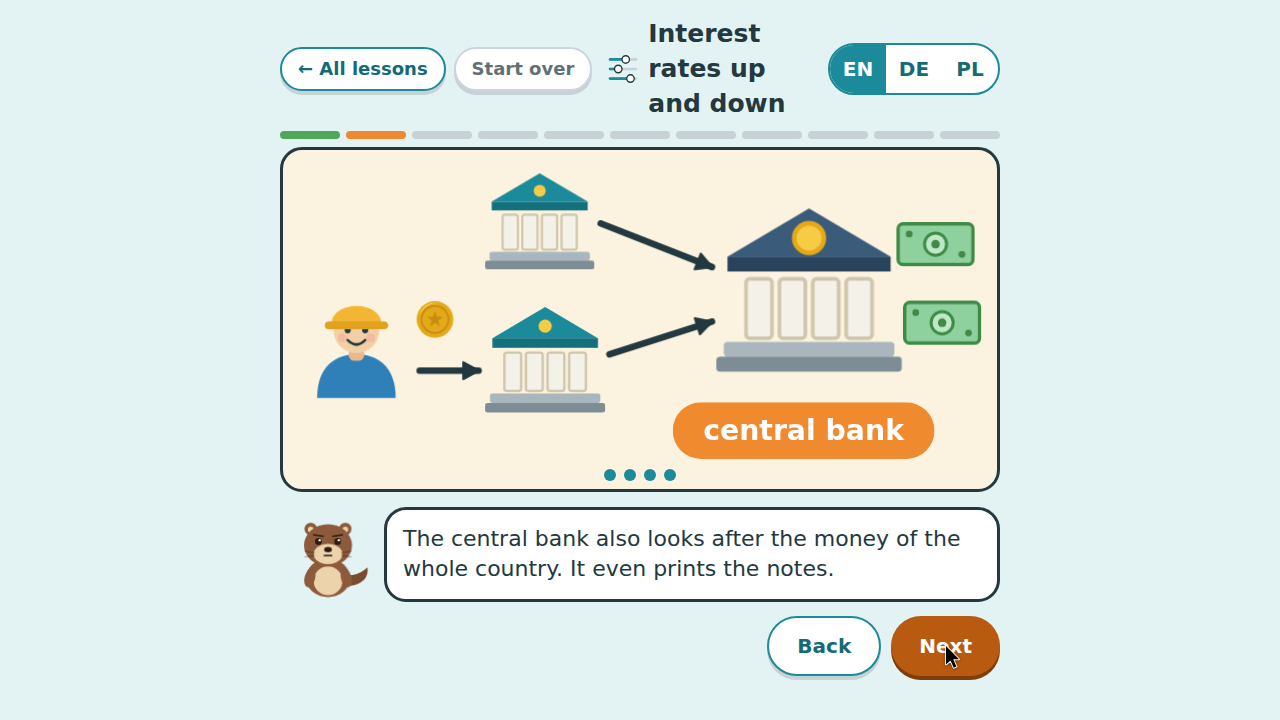 ← All lessons
Start over
Interest
rates up
and down
EN DE PL
central bank
The central bank also looks after the money of the
whole country. It even prints the notes.
Back
Next